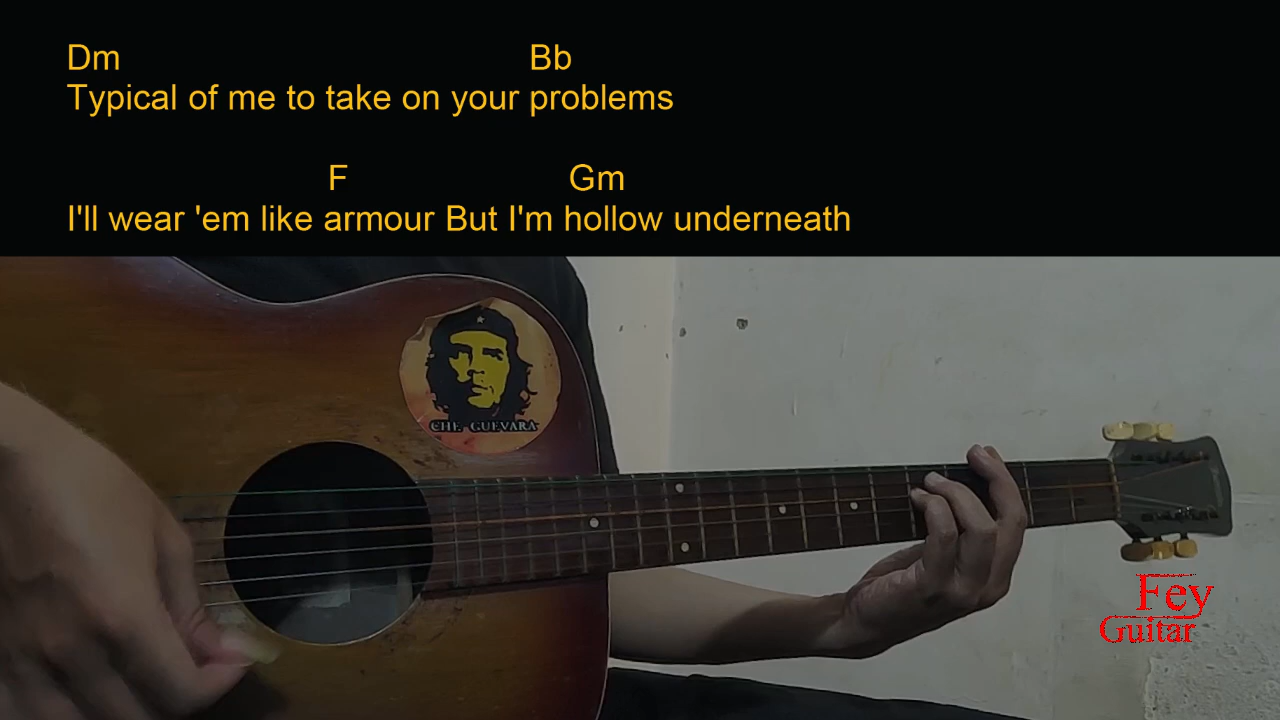 Dm Bb
Typical of me to take on your problems
F Gm
I'll wear 'em like armour But I'm hollow underneath
CHE GUEVARA
Fey
Guitar